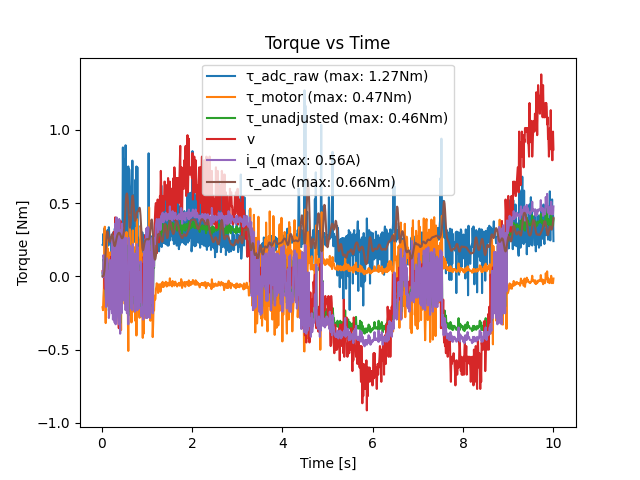 Torque vs Time
τ_adc_raw (max: 1.27Nm)
τ_motor (max: 0.47Nm)
τ_unadjusted (max: 0.46Nm)
v
i_q (max: 0.56A)
τ_adc (max: 0.66Nm)
Torque [Nm]
1.0
0.5
0.0
−0.5
−1.0
0 2 4 6 8 10
Time [s]